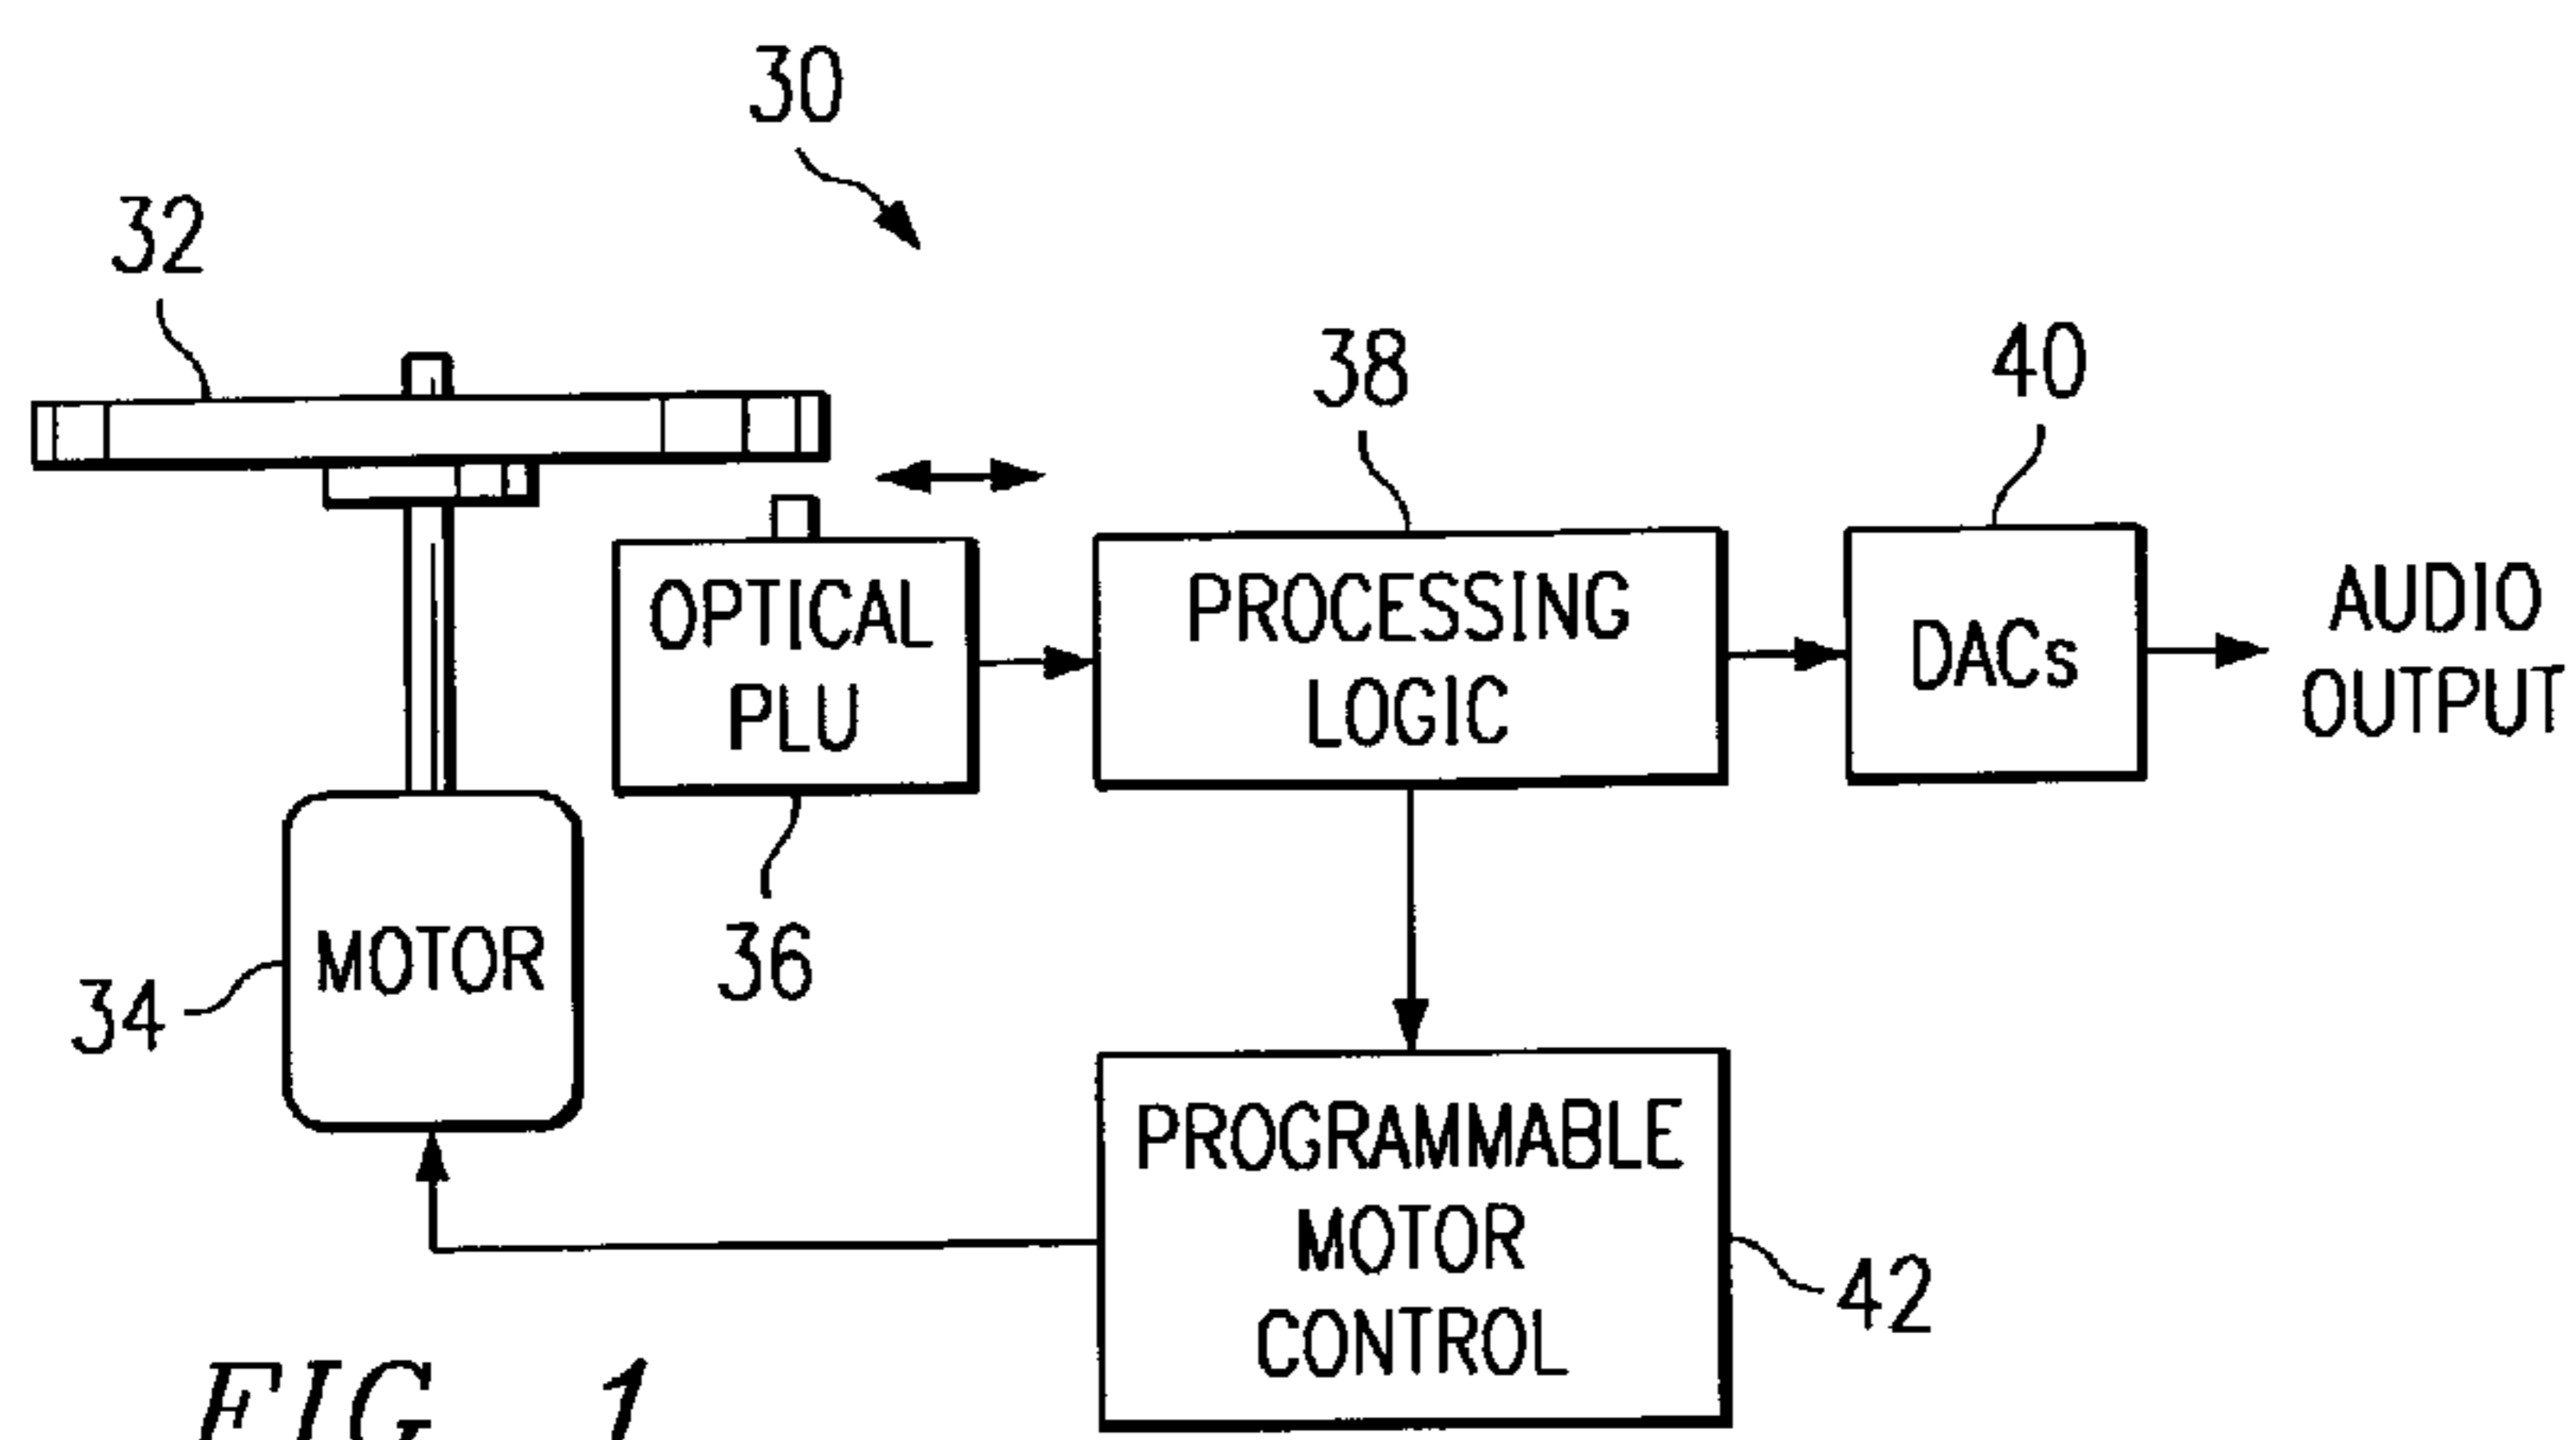 30
32
38
40
OPTICAL
PLU
PROCESSING
LOGIC
DACs
AUDIO
OUTPUT
36
34
MOTOR
PROGRAMMABLE
MOTOR
CONTROL
42
FIG. 1